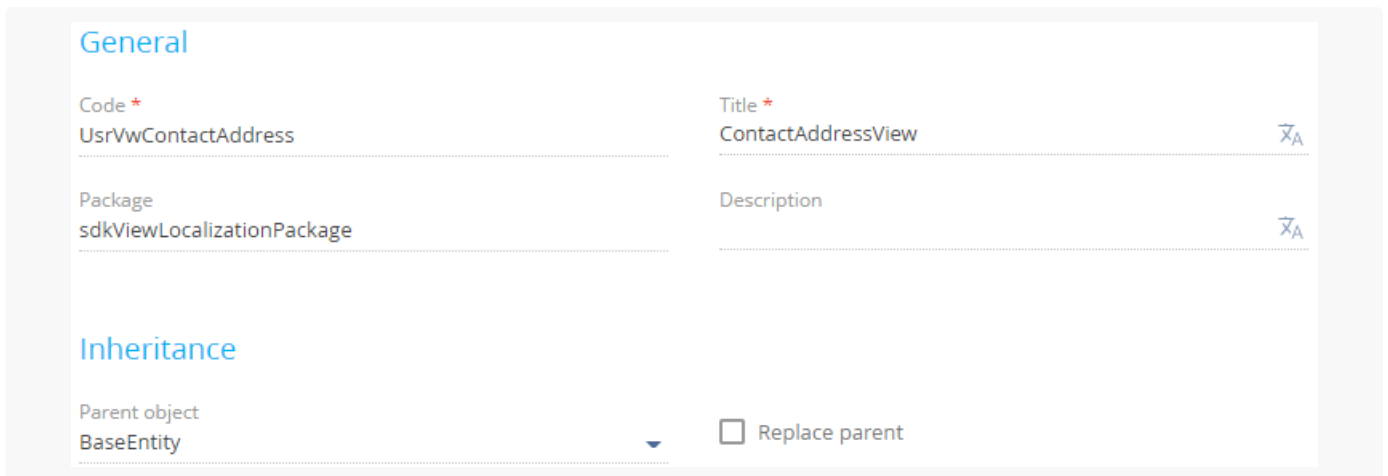 General
Code *
Title *
UsrVwContactAddress
ContactAddressView
Package
Description
sdkViewLocalizationPackage
Inheritance
Parent object
BaseEntity
Replace parent